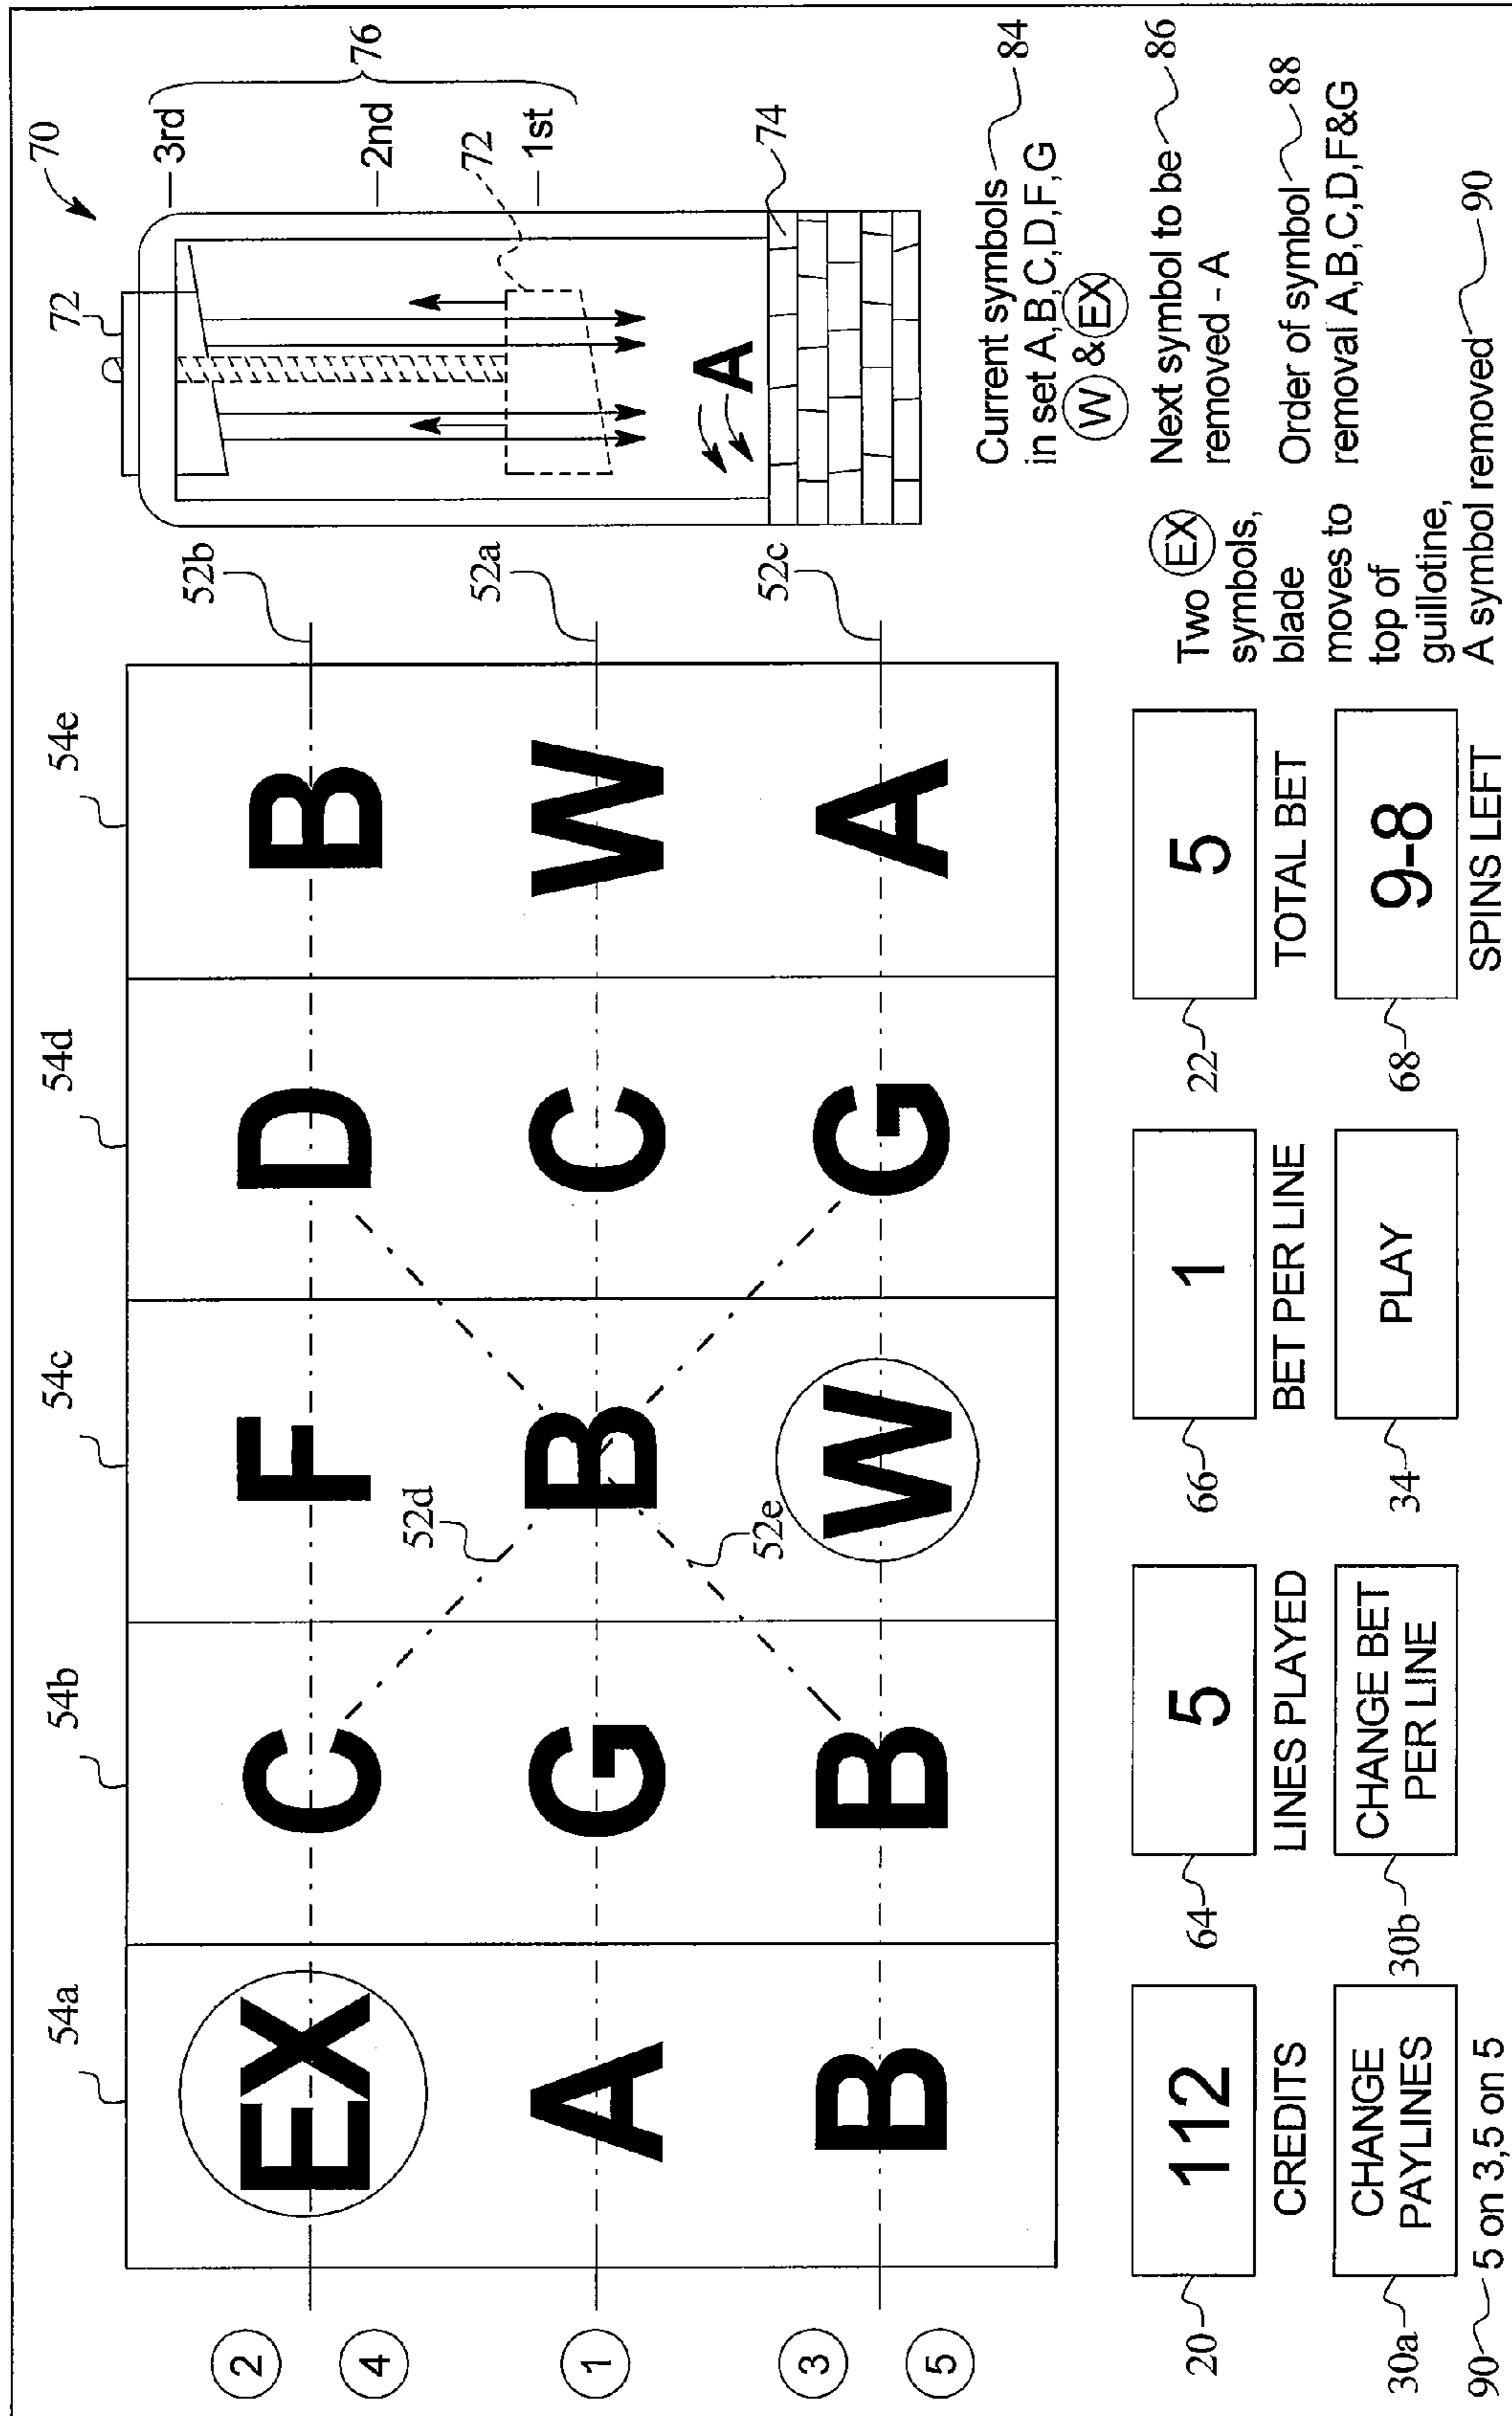 54a 54b 54c 54d 54e
2 EX C F D B 52b
4
52d
1 A G B C W 52a
52e
3 B B W G A 52c
5
70
72
3rd
2nd 76
72
1st
A
74
Current symbols 84
in set A,B,C,D,F,G
W & EX
Next symbol to be 86
removed - A
Order of symbol 88
removal A,B,C,D,F&G
Two EX
symbols,
blade
moves to
top of
guillotine,
A symbol removed 90
20 112 64 5 66 1 22 5
CREDITS LINES PLAYED BET PER LINE TOTAL BET
30a CHANGE
PAYLINES
30b CHANGE BET
PER LINE
34 PLAY
68 9-8
SPINS LEFT
90 5 on 3,5 on 5